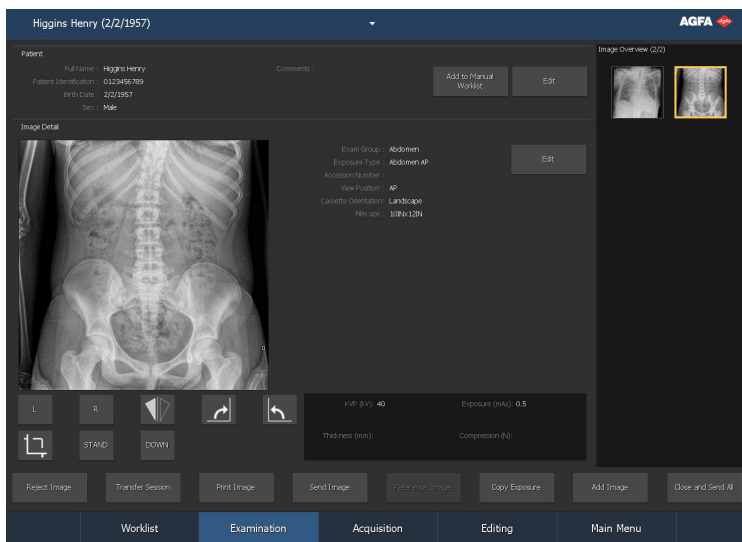 Higgins Henry (2/2/1957)
AGFA
Patient
Full Name : Higgins Henry
Comments :
Patient Identification : 0123456789
Birth Date : 2/2/1957
Sex : Male
Add to Manual
Worklist
Edit
Image Overview (2/2)
Image Detail
Exam Group : Abdomen
Exposure Type : Abdomen AP
Accession Number :
View Position : AP
Cassette Orientation: Landscape
Film size : 10INx12IN
Edit
L
R
STAND
DOWN
KVP (kV): 40
Exposure (mAs): 0.5
Thickness (mm):
Compression (N):
Reject Image
Transfer Session
Print Image
Send Image
Reference Image
Copy Exposure
Add Image
Close and Send All
Worklist
Examination
Acquisition
Editing
Main Menu